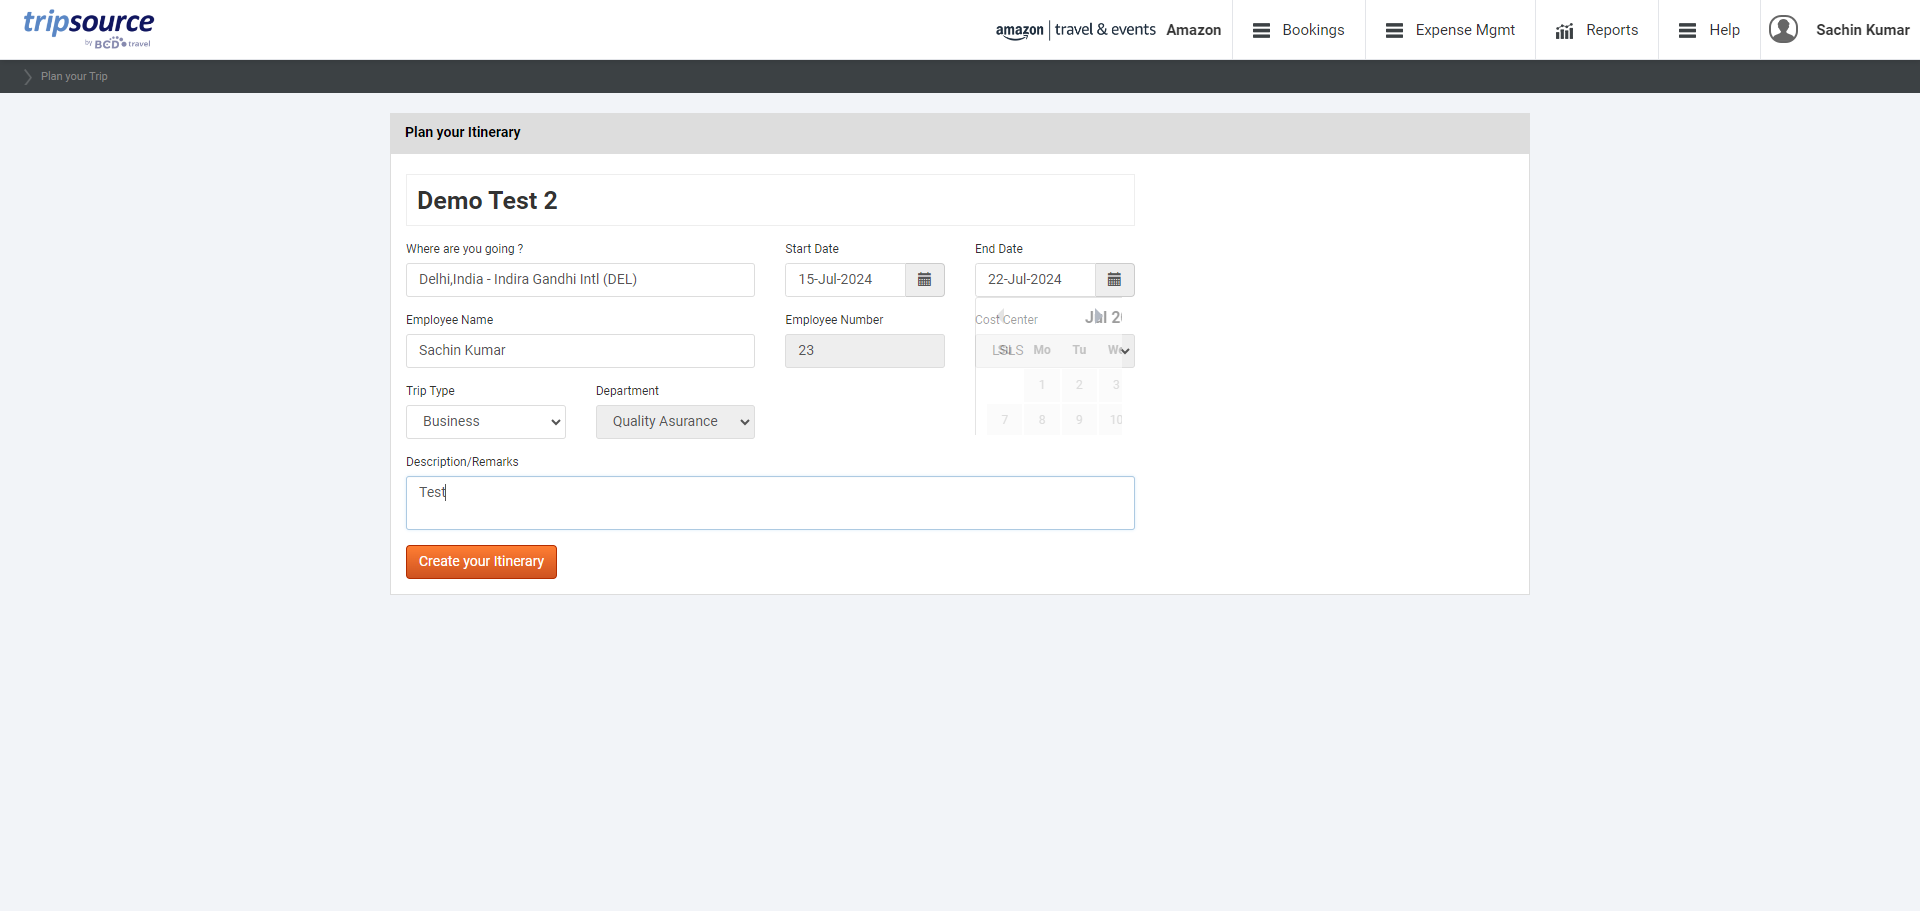 tripsource
by BCD travel
amazon | travel & events Amazon
Bookings
Expense Mgmt
Reports
Help
Sachin Kumar
Plan your Trip
Plan your Itinerary
Demo Test 2
Where are you going ?
Start Date
End Date
Delhi,India - Indira Gandhi Intl (DEL)
15-Jul-2024
22-Jul-2024
Employee Name
Employee Number
Cost Center
Jul 20
Sachin Kumar
23
LSLS
Su Mo Tu We
1 2 3
7 8 9 10
Trip Type
Department
Business
Quality Asurance
Description/Remarks
Test
Create your Itinerary